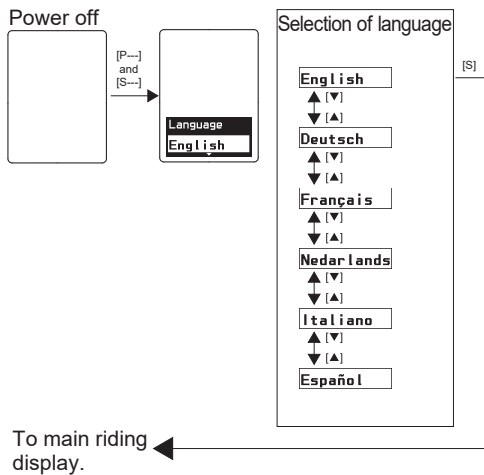 Power off
[P---]
and
[S---]
Language
English
Selection of language
English
[▼]
[▲]
Deutsch
[▼]
[▲]
Français
[▼]
[▲]
Nedarlands
[▼]
[▲]
Italiano
[▼]
[▲]
Español
[S]
To main riding
display.